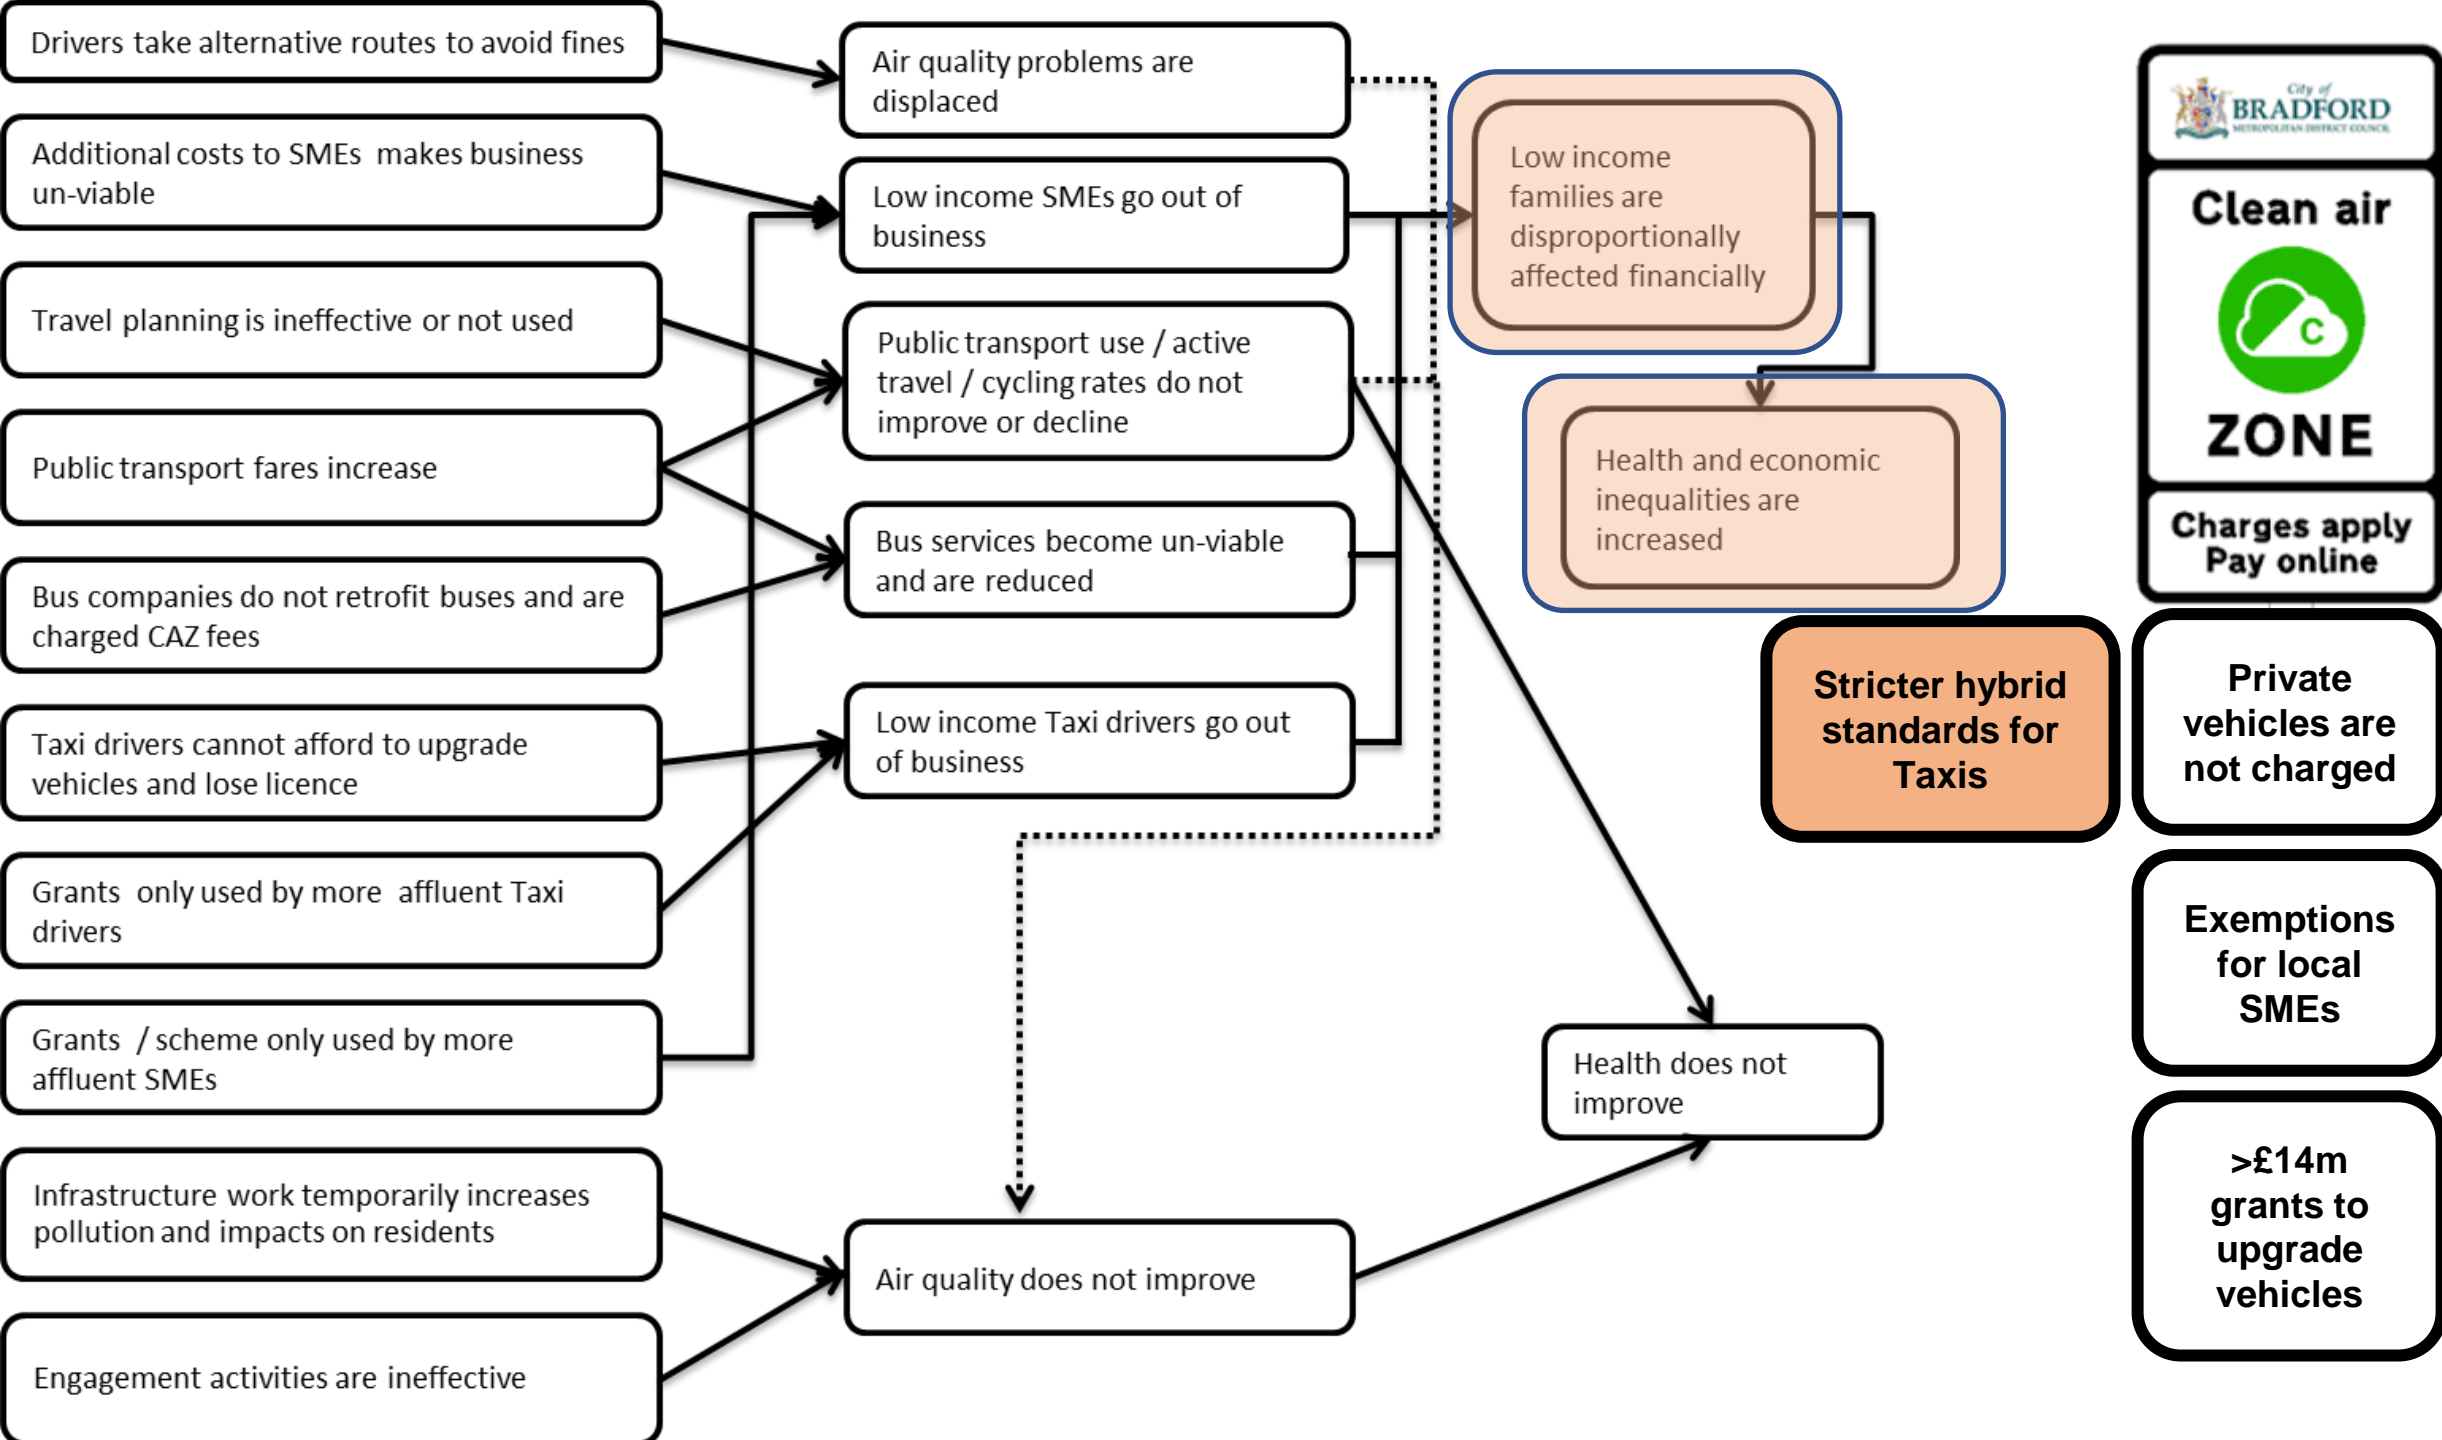 Drivers take alternative routes to avoid fines
Additional costs to SMEs makes business
un-viable
Travel planning is ineffective or not used
Public transport fares increase
Bus companies do not retrofit buses and are
charged CAZ fees
Taxi drivers cannot afford to upgrade
vehicles and lose licence
Grants only used by more affluent Taxi
drivers
Grants / scheme only used by more
affluent SMEs
Infrastructure work temporarily increases
pollution and impacts on residents
Engagement activities are ineffective
Air quality problems are
displaced
Low income SMEs go out of
business
Public transport use / active
travel / cycling rates do not
improve or decline
Bus services become un-viable
and are reduced
Low income Taxi drivers go out
of business
Air quality does not improve
Low income
families are
disproportionally
affected financially
Health and economic
inequalities are
increased
Health does not
improve
Stricter hybrid
standards for
Taxis
City of
BRADFORD
METROPOLITAN DISTRICT COUNCIL
Clean air
C
ZONE
Charges apply
Pay online
Private
vehicles are
not charged
Exemptions
for local
SMEs
>£14m
grants to
upgrade
vehicles